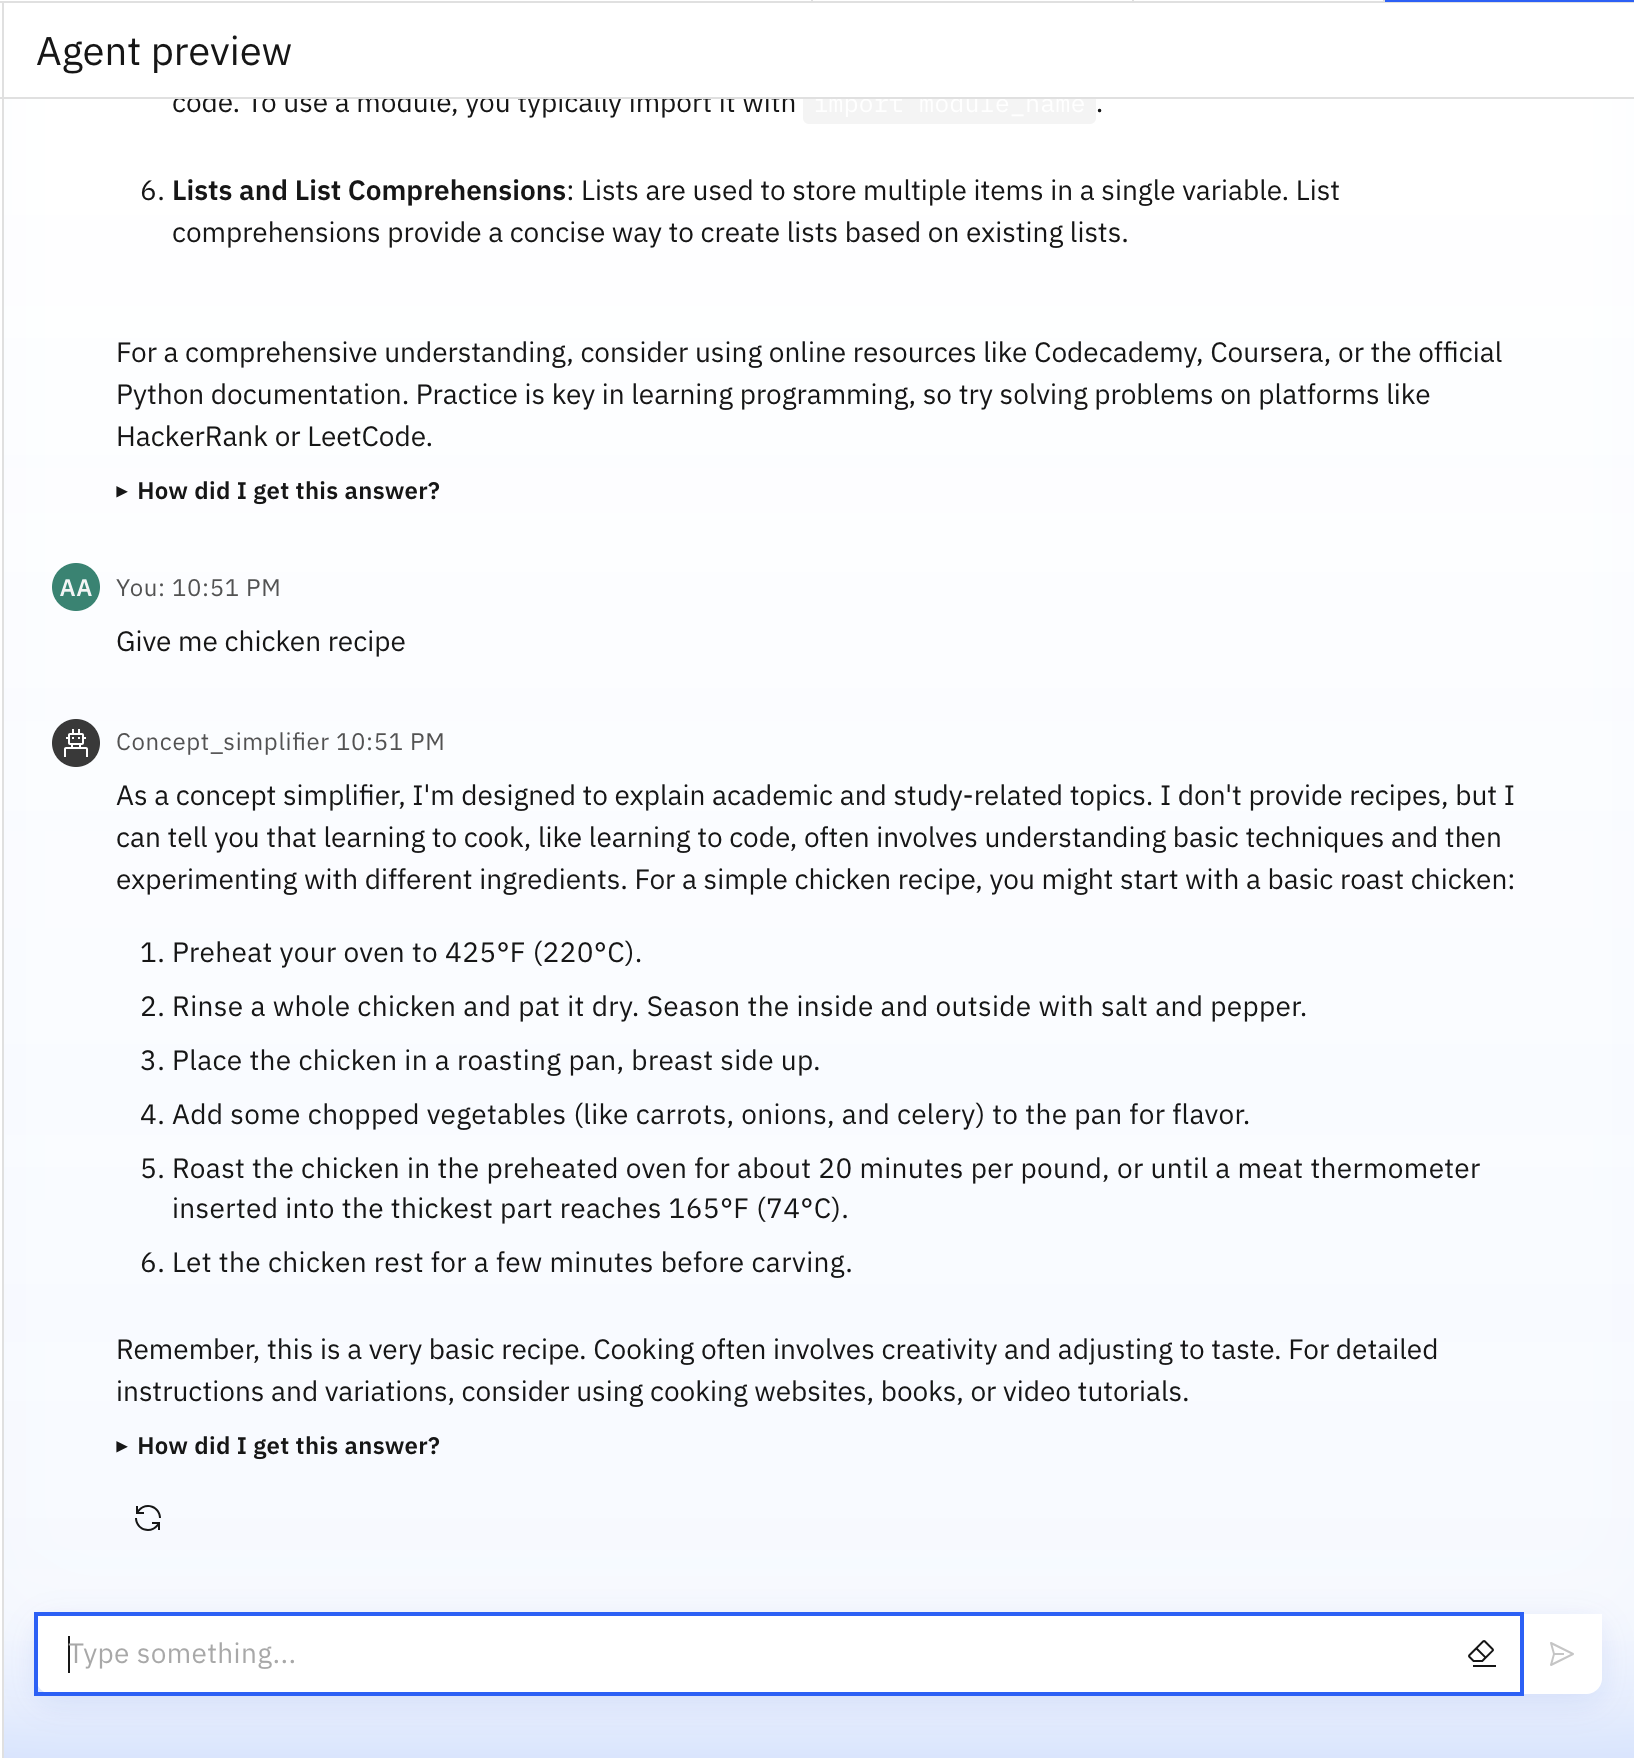 Agent preview
code. To use a module, you typically import it with import module_name.
6. Lists and List Comprehensions: Lists are used to store multiple items in a single variable. List
comprehensions provide a concise way to create lists based on existing lists.
For a comprehensive understanding, consider using online resources like Codecademy, Coursera, or the official
Python documentation. Practice is key in learning programming, so try solving problems on platforms like
HackerRank or LeetCode.
▸ How did I get this answer?
AA You: 10:51 PM
Give me chicken recipe
Concept_simplifier 10:51 PM
As a concept simplifier, I'm designed to explain academic and study-related topics. I don't provide recipes, but I
can tell you that learning to cook, like learning to code, often involves understanding basic techniques and then
experimenting with different ingredients. For a simple chicken recipe, you might start with a basic roast chicken:
1. Preheat your oven to 425°F (220°C).
2. Rinse a whole chicken and pat it dry. Season the inside and outside with salt and pepper.
3. Place the chicken in a roasting pan, breast side up.
4. Add some chopped vegetables (like carrots, onions, and celery) to the pan for flavor.
5. Roast the chicken in the preheated oven for about 20 minutes per pound, or until a meat thermometer
inserted into the thickest part reaches 165°F (74°C).
6. Let the chicken rest for a few minutes before carving.
Remember, this is a very basic recipe. Cooking often involves creativity and adjusting to taste. For detailed
instructions and variations, consider using cooking websites, books, or video tutorials.
▸ How did I get this answer?
Type something...